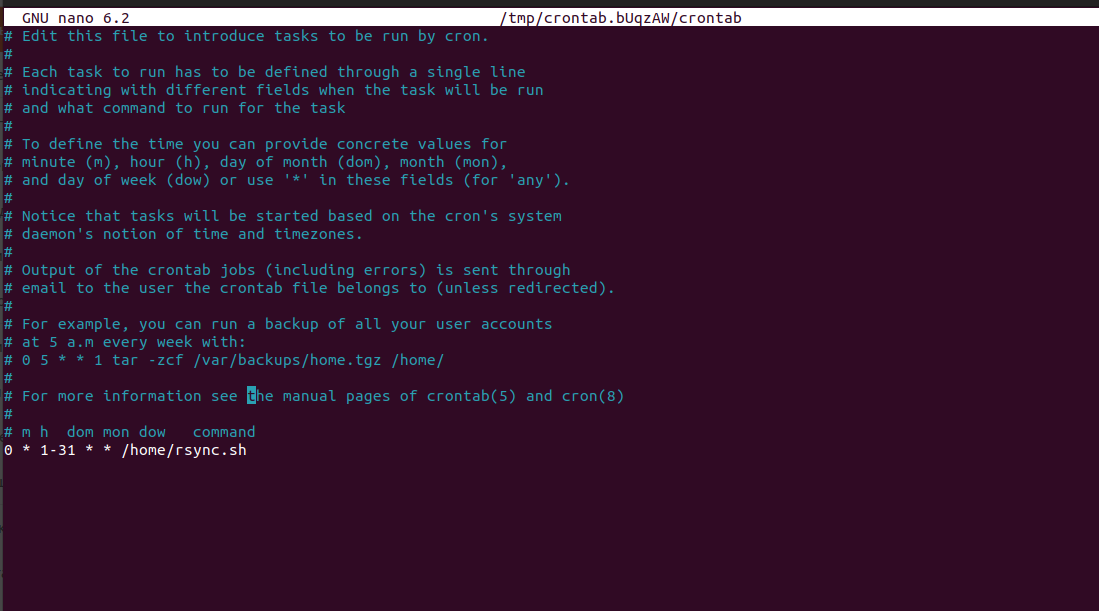 GNU nano 6.2 /tmp/crontab.bUqzAW/crontab
# Edit this file to introduce tasks to be run by cron.
#
# Each task to run has to be defined through a single line
# indicating with different fields when the task will be run
# and what command to run for the task
#
# To define the time you can provide concrete values for
# minute (m), hour (h), day of month (dom), month (mon),
# and day of week (dow) or use '*' in these fields (for 'any').
#
# Notice that tasks will be started based on the cron's system
# daemon's notion of time and timezones.
#
# Output of the crontab jobs (including errors) is sent through
# email to the user the crontab file belongs to (unless redirected).
#
# For example, you can run a backup of all your user accounts
# at 5 a.m every week with:
# 0 5 * * 1 tar -zcf /var/backups/home.tgz /home/
#
# For more information see the manual pages of crontab(5) and cron(8)
#
# m h  dom mon dow   command
0 * 1-31 * * /home/rsync.sh